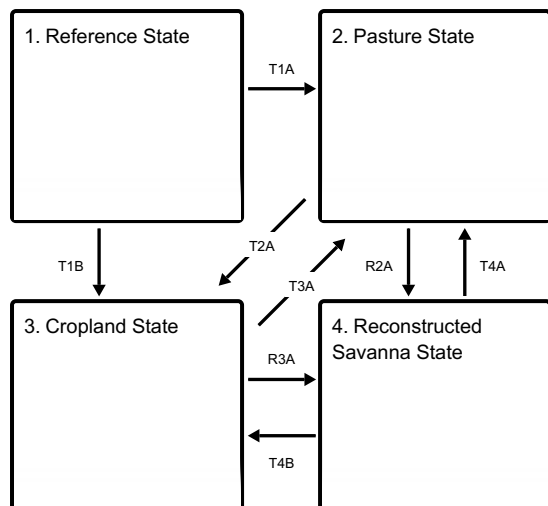 1. Reference State
2. Pasture State
T1A
T2A
T1B
T3A
R2A
T4A
3. Cropland State
4. Reconstructed
Savanna State
R3A
T4B